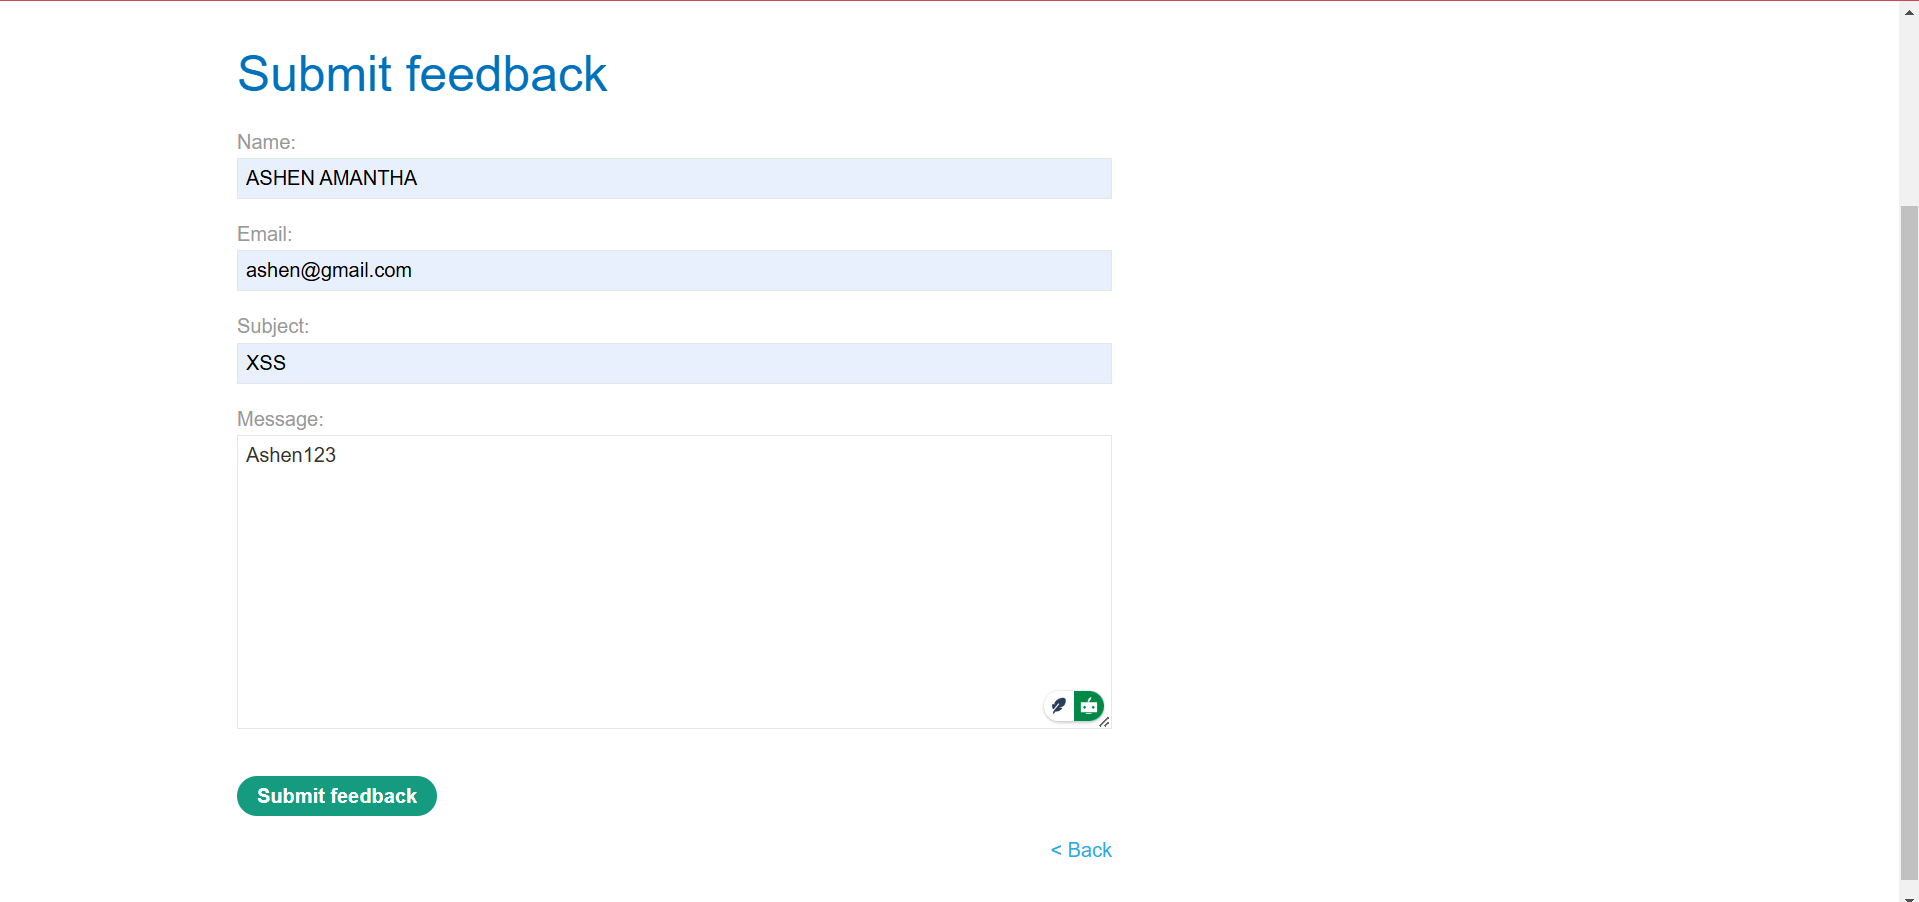 Submit feedback
Name:
ASHEN AMANTHA
Email:
ashen@gmail.com
Subject:
XSS
Message:
Ashen123
Submit feedback
< Back